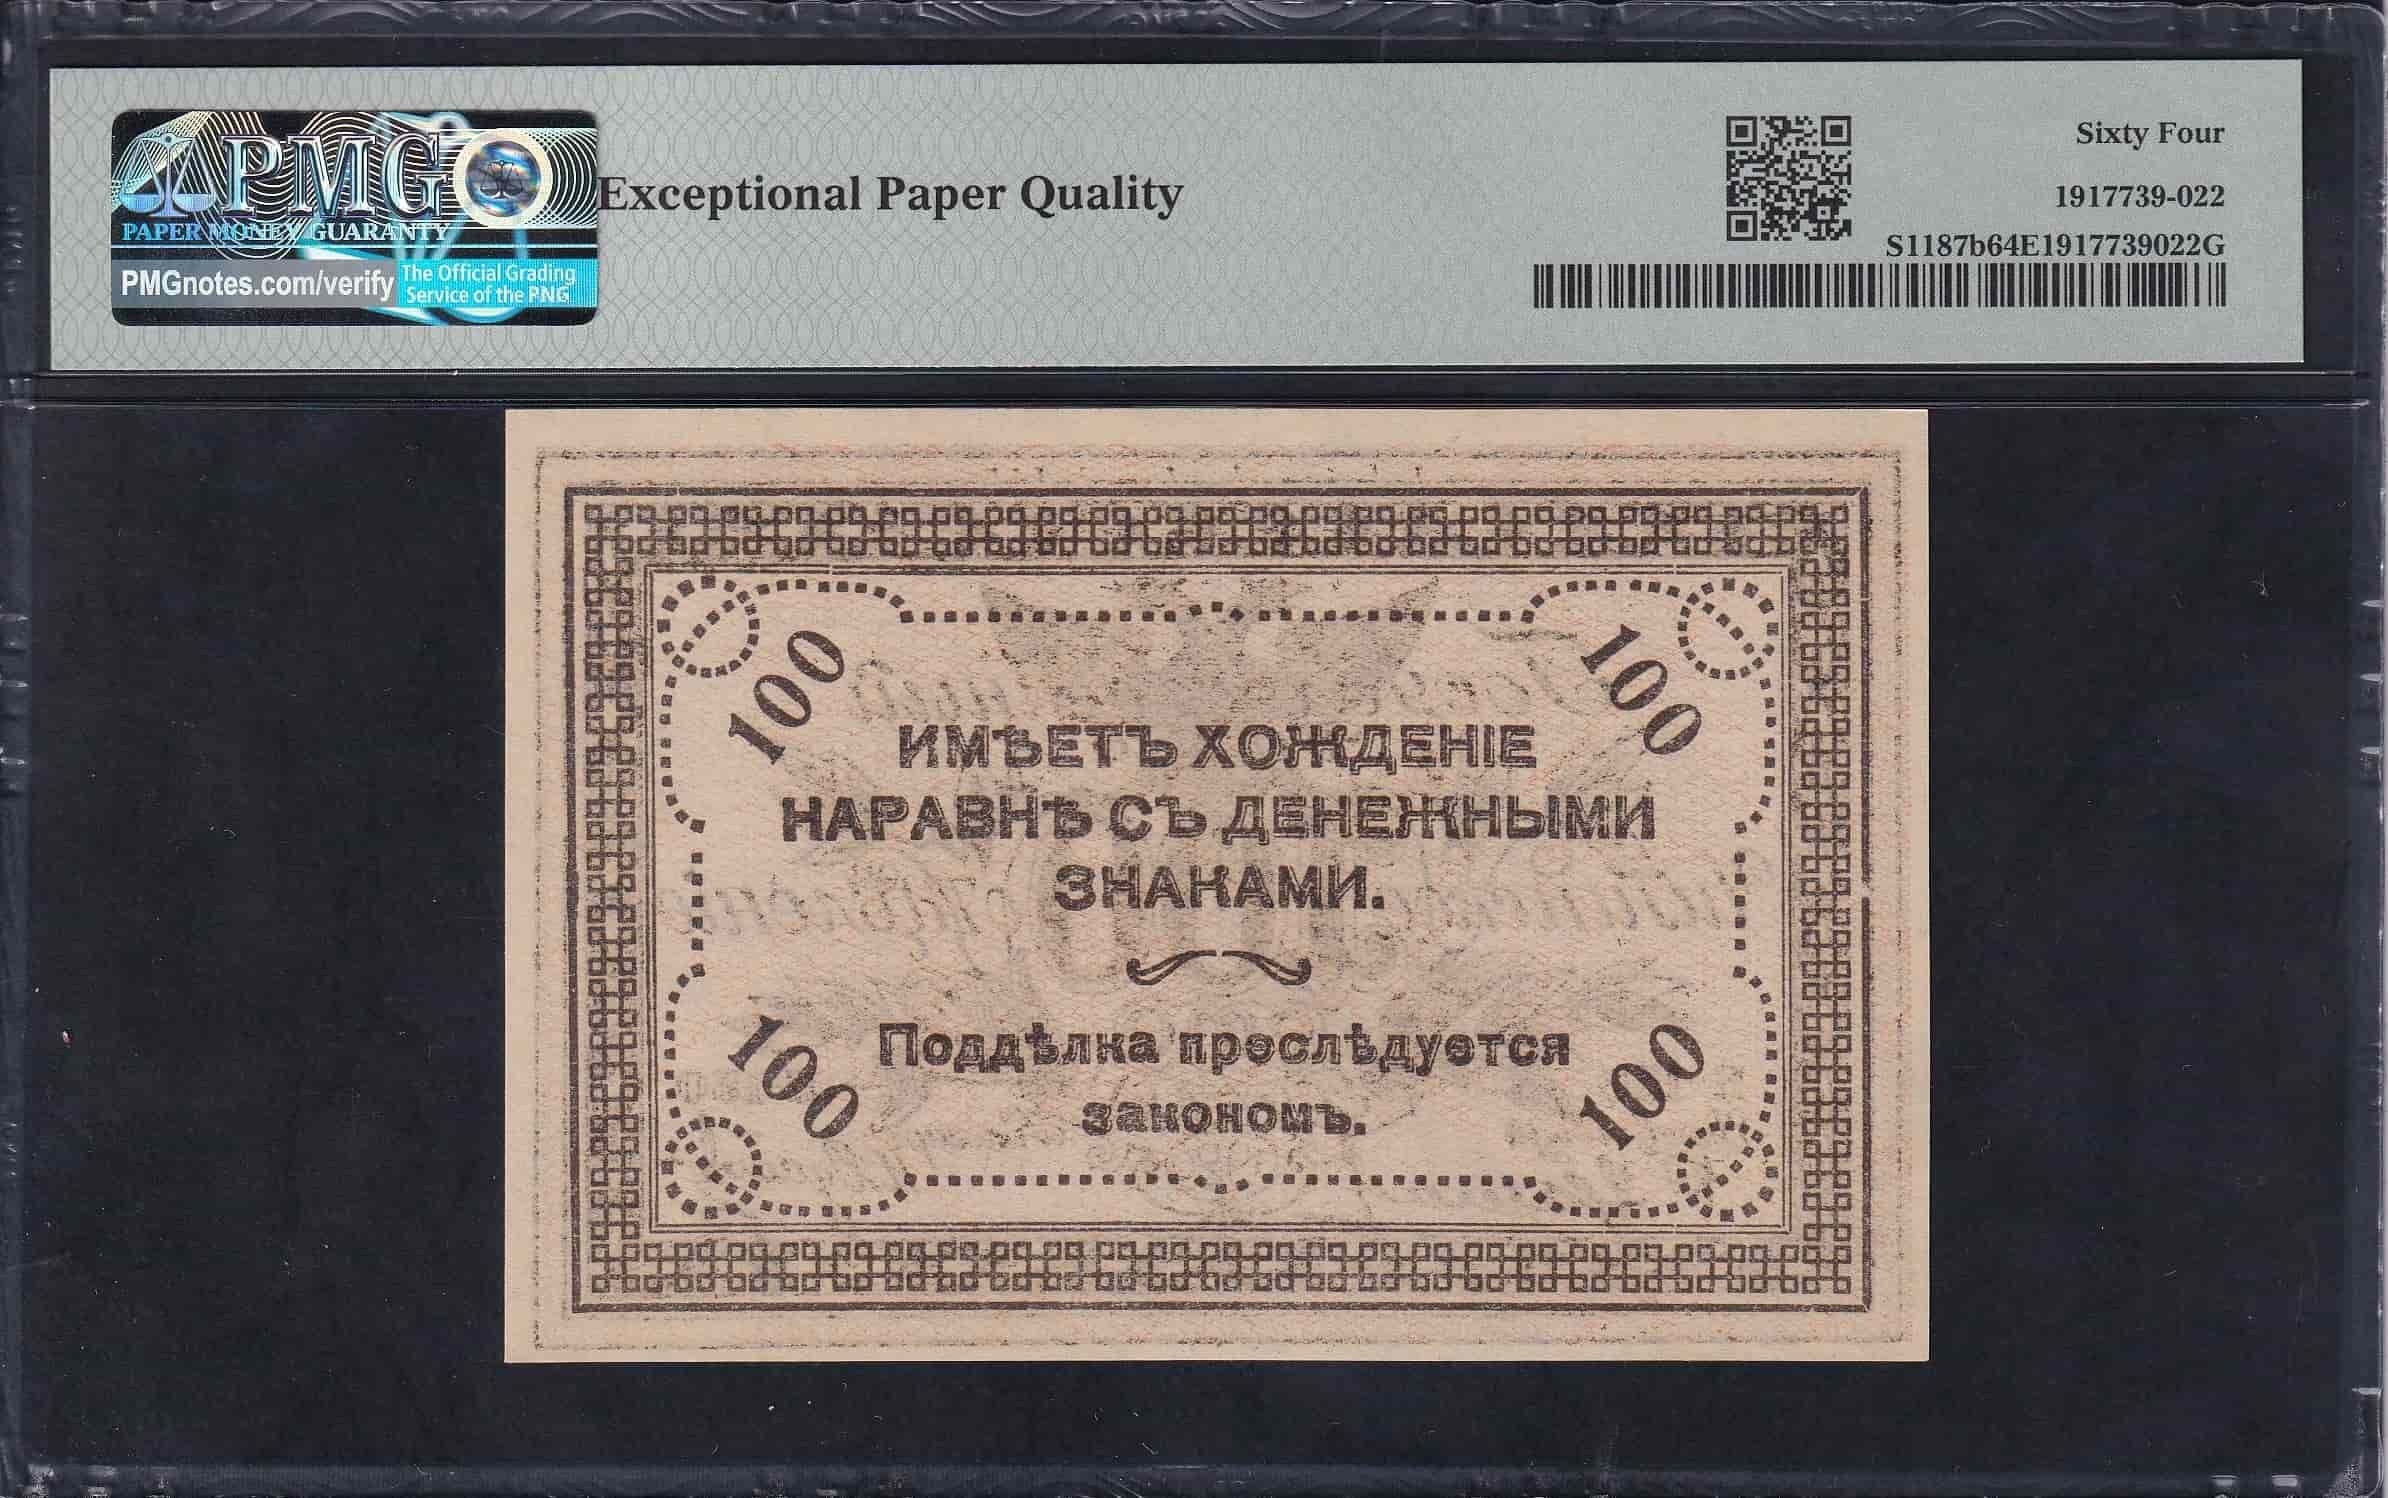 PMG
PAPER MONEY GUARANTY
PMGnotes.com/verify
The Official Grading
Service of the PNG
Exceptional Paper Quality
Sixty Four
1917739-022
S1187b64E1917739022G
100
100
ИМѢЕТЪ ХОЖДЕНІЕ
НАРАВНѢ СЪ ДЕНЕЖНЫМИ
ЗНАКАМИ.
Поддѣлка преслѣдуется
закономъ.
100
100